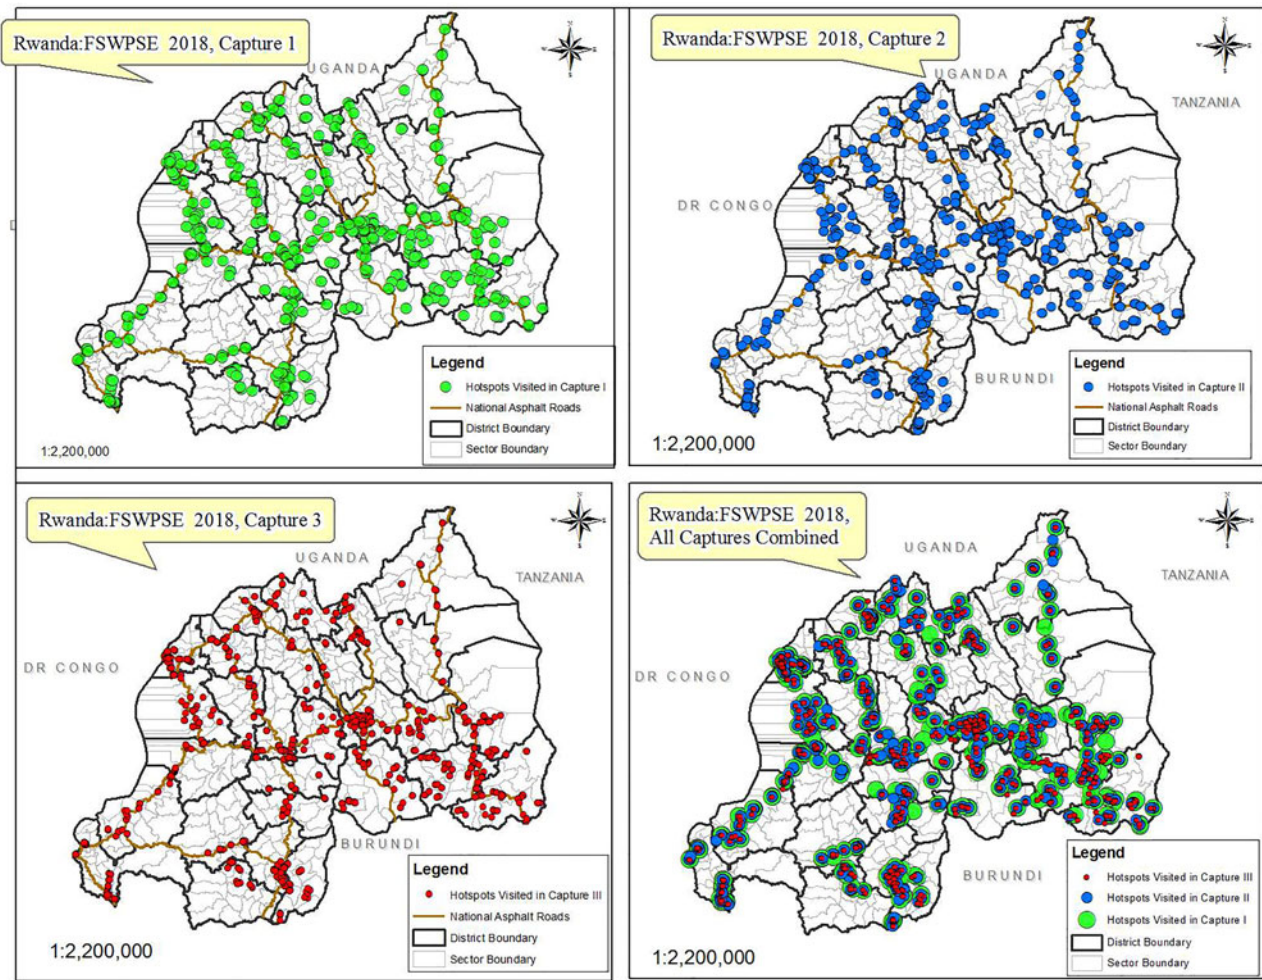 Rwanda:FSWPSE 2018, Capture 1
UGANDA
Legend
Hotspots Visited in Capture I
National Asphalt Roads
District Boundary
Sector Boundary
1:2,200,000
Rwanda:FSWPSE 2018, Capture 2
UGANDA
TANZANIA
DR CONGO
BURUNDI
Legend
Hotspots Visited in Capture II
National Asphalt Roads
District Boundary
Sector Boundary
1:2,200,000
Rwanda:FSWPSE 2018, Capture 3
UGANDA
TANZANIA
DR CONGO
BURUNDI
Legend
Hotspots Visited in Capture III
National Asphalt Roads
District Boundary
Sector Boundary
1:2,200,000
Rwanda:FSWPSE 2018,
All Captures Combined
UGANDA
TANZANIA
DR CONGO
BURUNDI
Legend
Hotspots Visited in Capture III
Hotspots Visited in Capture II
Hotspots Visited in Capture I
District Boundary
Sector Boundary
1:2,200,000